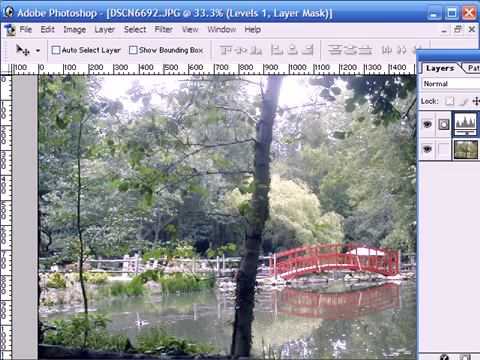 Adobe Photoshop - [DSCN6692.JPG @ 33.3% (Levels 1, Layer Mask)]
File Edit Image Layer Select Filter View Window Help
Auto Select Layer Show Bounding Box
100 0 100 200 300 400 500 600 700 800 900 1000 1100 1200 1300 1400
Layers
Normal
Lock: